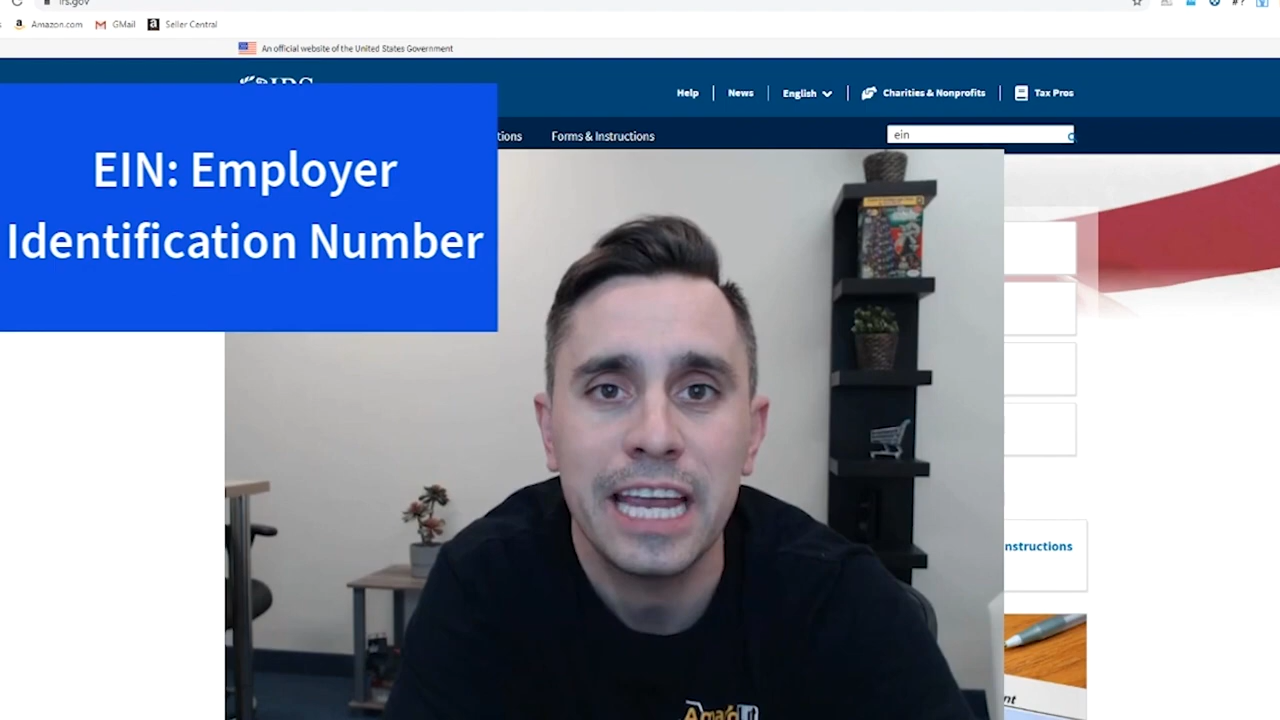 irs.gov
Amazon.com
GMail
Seller Central
#?
An official website of the United States Government
IRS
Help
News
English
Charities & Nonprofits
Tax Pros
Forms & Instructions
ein
EIN: Employer
Identification Number